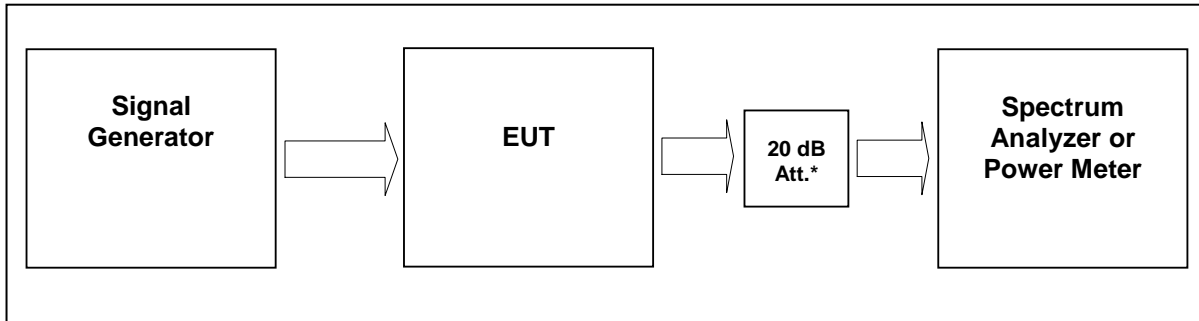 Signal
Generator
EUT
20 dB
Att.*
Spectrum
Analyzer or
Power Meter